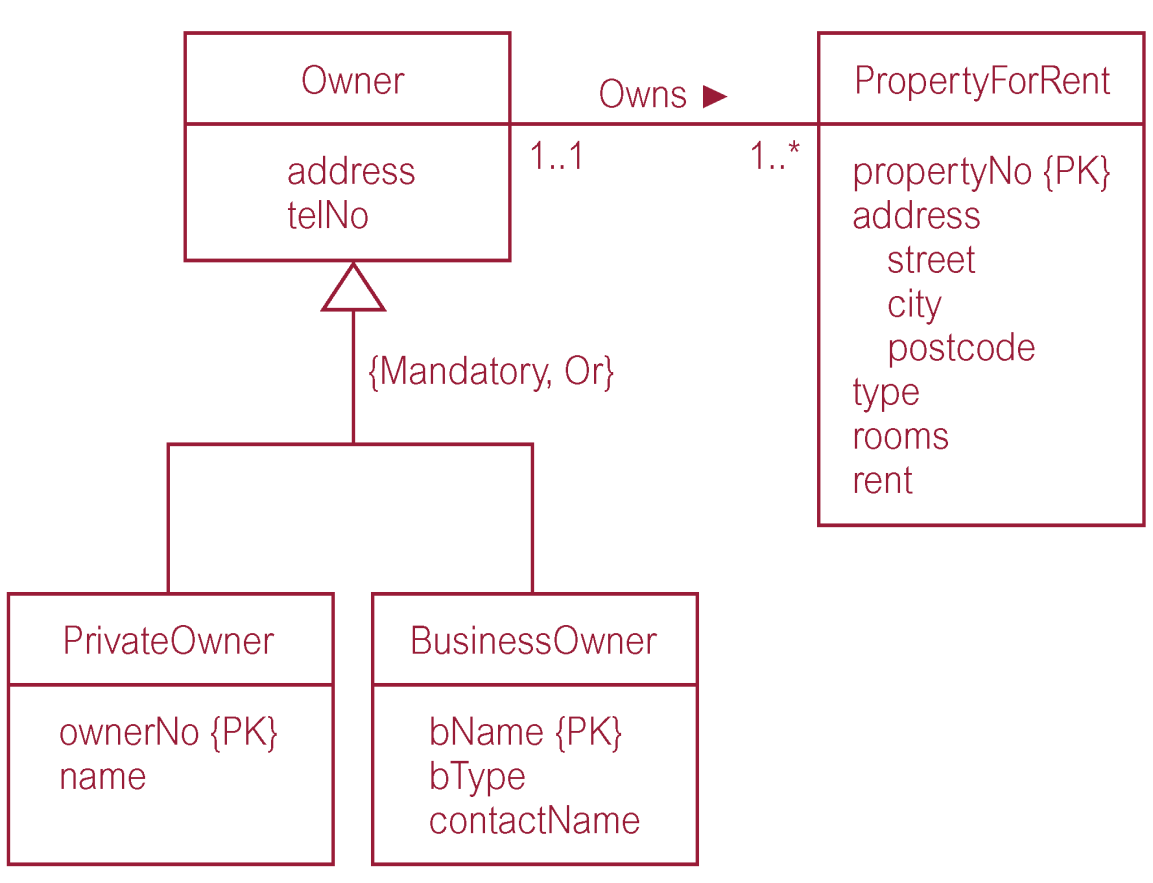 Owner
address
telNo
Owns ►
1..1
1..*
PropertyForRent
propertyNo {PK}
address
street
city
postcode
type
rooms
rent
{Mandatory, Or}
PrivateOwner
ownerNo {PK}
name
BusinessOwner
bName {PK}
bType
contactName